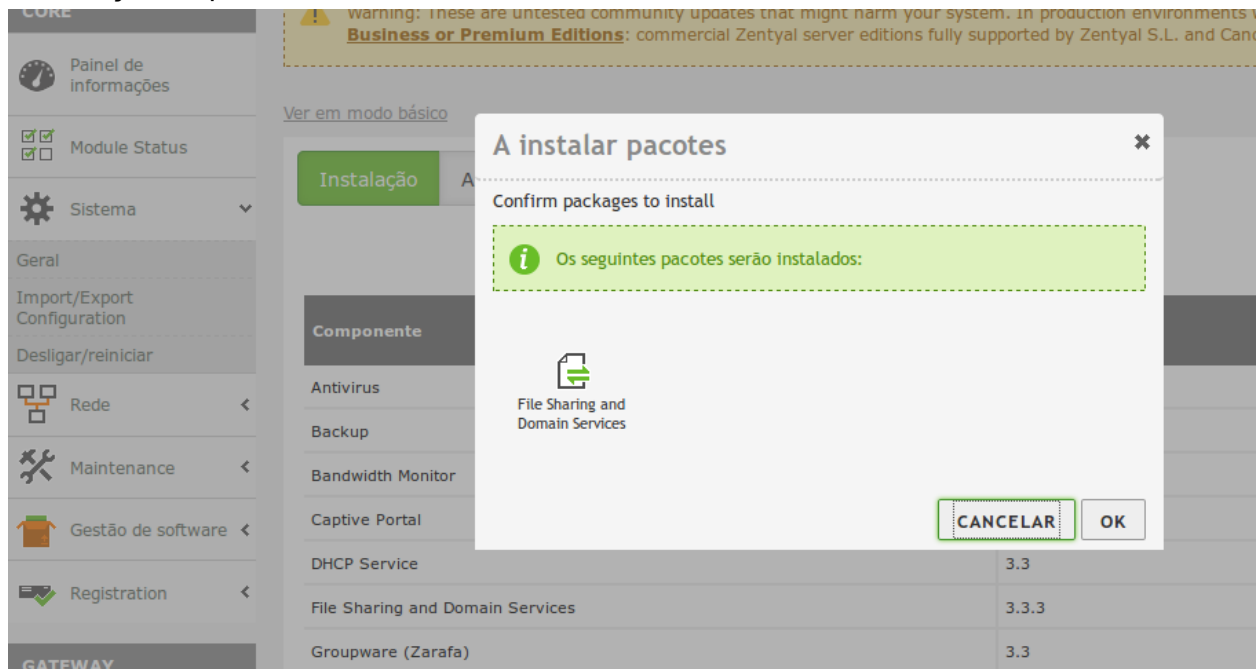 CORE
Warning: These are untested community updates that might harm your system. In production environments
Business or Premium Editions: commercial Zentyal server editions fully supported by Zentyal S.L. and
Painel de
informações
Module Status
Sistema
Geral
Import/Export
Configuration
Desligar/reiniciar
Rede
Maintenance
Gestão de software
Registration
GATEWAY
Ver em modo básico
Instalação
A instalar pacotes
Confirm packages to install
Os seguintes pacotes serão instalados:
File Sharing and
Domain Services
CANCELAR
OK
Componente
Antivirus
Backup
Bandwidth Monitor
Captive Portal
DHCP Service 3.3
File Sharing and Domain Services 3.3.3
Groupware (Zarafa) 3.3